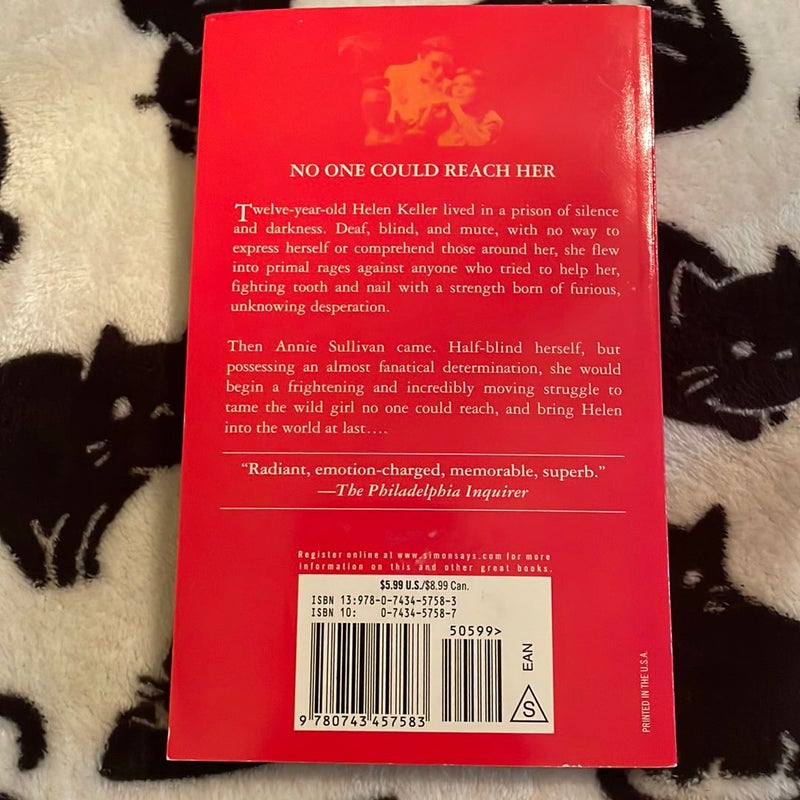 NO ONE COULD REACH HER
Twelve-year-old Helen Keller lived in a prison of silence
and darkness. Deaf, blind, and mute, with no way to
express herself or comprehend those around her, she flew
into primal rages against anyone who tried to help her,
fighting tooth and nail with a strength born of furious,
unknowing desperation.
Then Annie Sullivan came. Half-blind herself, but
possessing an almost fanatical determination, she would
begin a frightening and incredibly moving struggle to
tame the wild girl no one could reach, and bring Helen
into the world at last....
“Radiant, emotion-charged, memorable, superb.”
—The Philadelphia Inquirer
Register online at www.simonsays.com for more
information on this and other great books.
$5.99 U.S./$8.99 Can.
ISBN 13:978-0-7434-5758-3
ISBN 10: 0-7434-5758-7
50599>
EAN
S
9 780743 457583
PRINTED IN THE U.S.A.